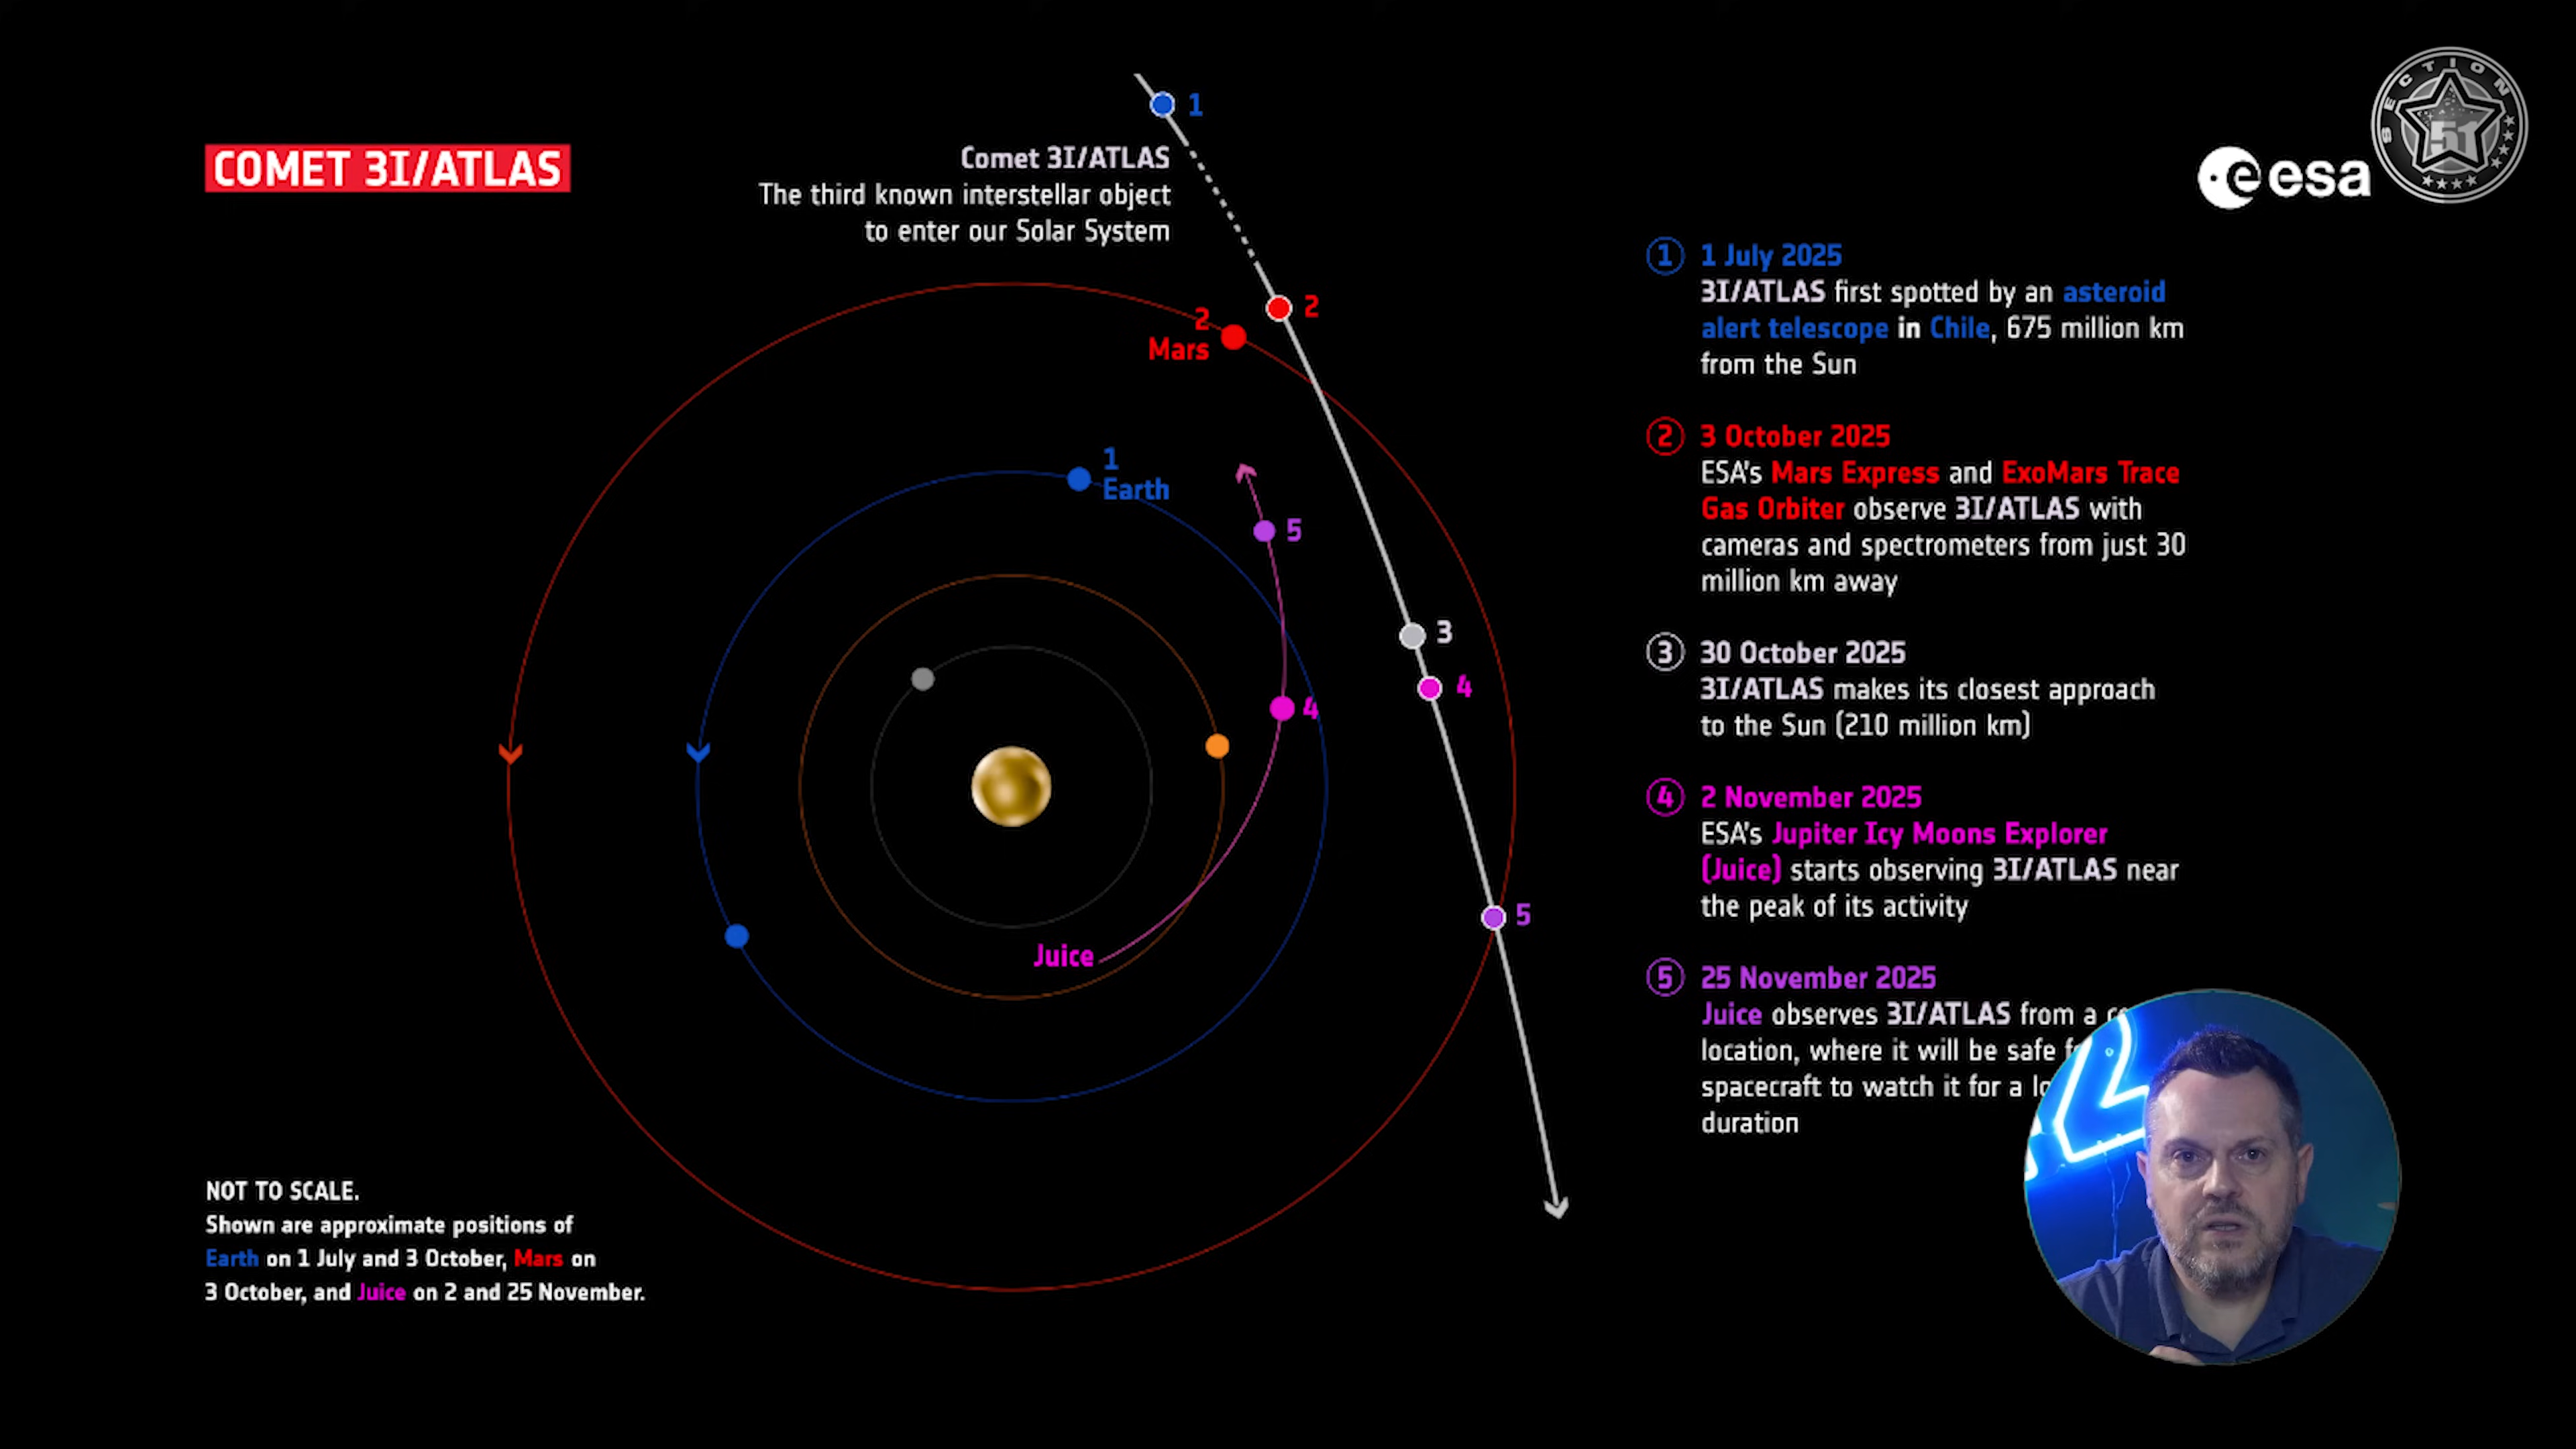 COMET 3I/ATLAS
1
Comet 3I/ATLAS
The third known interstellar object
to enter our Solar System
2
2
Mars
1
Earth
5
3
4
4
5
Juice
NOT TO SCALE.
Shown are approximate positions of
Earth on 1 July and 3 October, Mars on
3 October, and Juice on 2 and 25 November.
SECTION
51
esa
1 1 July 2025
3I/ATLAS first spotted by an asteroid
alert telescope in Chile, 675 million km
from the Sun
2 3 October 2025
ESA's Mars Express and ExoMars Trace
Gas Orbiter observe 3I/ATLAS with
cameras and spectrometers from just 30
million km away
3 30 October 2025
3I/ATLAS makes its closest approach
to the Sun (210 million km)
4 2 November 2025
ESA's Jupiter Icy Moons Explorer
(Juice) starts observing 3I/ATLAS near
the peak of its activity
5 25 November 2025
Juice observes 3I/ATLAS from a
location, where it will be safe
spacecraft to watch it for a
duration